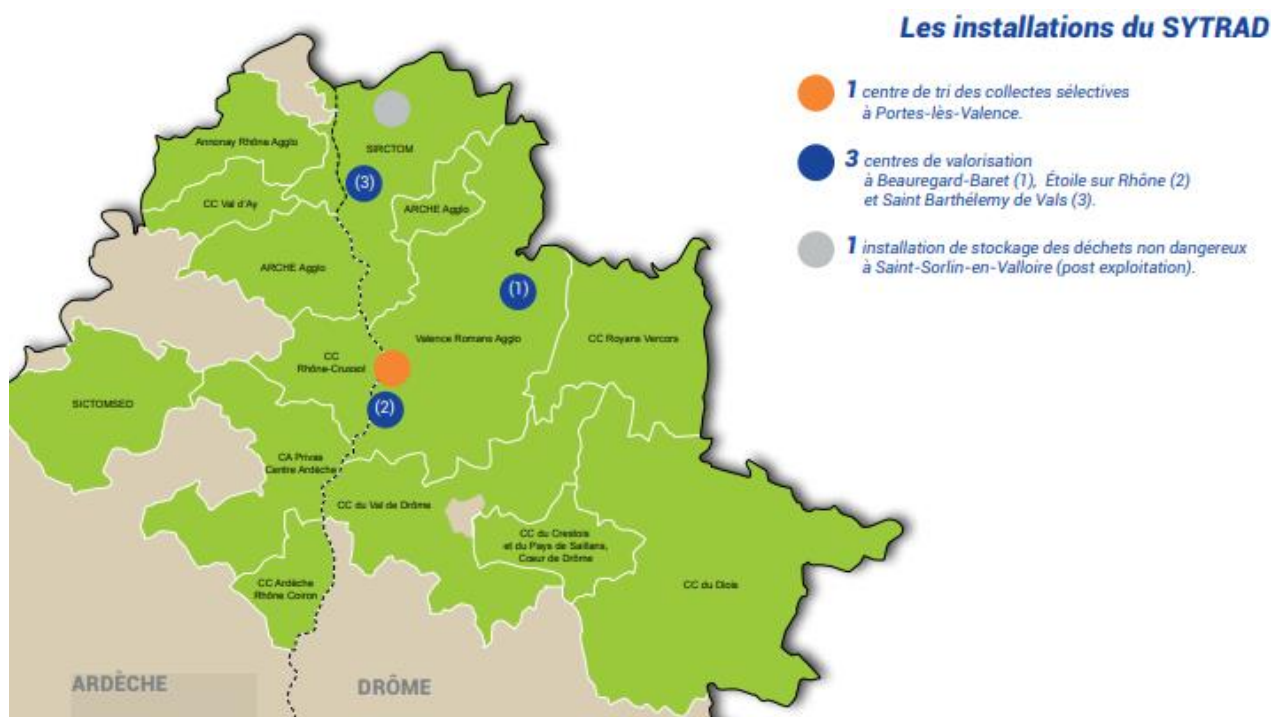 Les installations du SYTRAD
1 centre de tri des collectes sélectives
à Portes-lès-Valence.
3 centres de valorisation
à Beauregard-Baret (1), Étoile sur Rhône (2)
et Saint Barthélemy de Vals (3).
1 installation de stockage des déchets non dangereux
à Saint-Sorlin-en-Valloire (post exploitation).
Annonay Rhône Agglo
SIRCTOM
(3)
CC Val d'Ay
ARCHE Agglo
ARCHE Agglo
(1)
Valence Romans Agglo
CC Royans Vercors
CC
Rhône-Crussol
SICTOMSED
(2)
CA Privas
Centre Ardèche
CC du Val de Drôme
CC du Crestois
et du Pays de Saillans,
Cœur de Drôme
CC Ardèche
Rhône Coiron
CC du Diois
ARDÈCHE
DRÔME